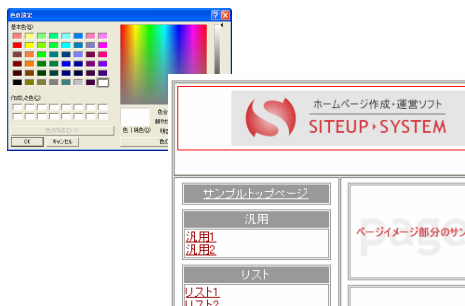 色の設定
基本色(B)
作成した色(C)
色の作成(D) >>
OK
キャンセル
色 | 純色(O)
ホームページ作成・運営ソフト
SITEUP・SYSTEM
サンプルトップページ
汎用
汎用1
汎用2
リスト
リスト1
リスト2
page
ページイメージ部分のサン